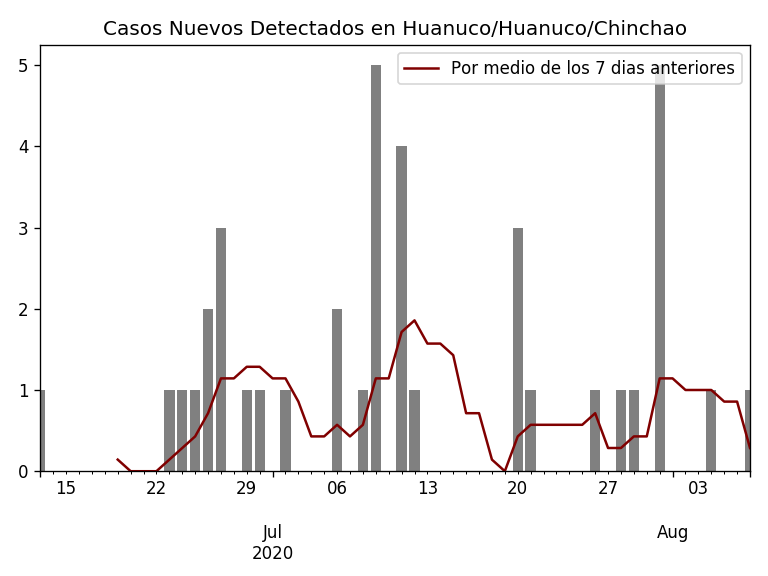 Casos Nuevos Detectados en Huanuco/Huanuco/Chinchao
Por medio de los 7 dias anteriores
5
4
3
2
1
0
15 22 29 06 13 20 27 03
Jul Aug
2020